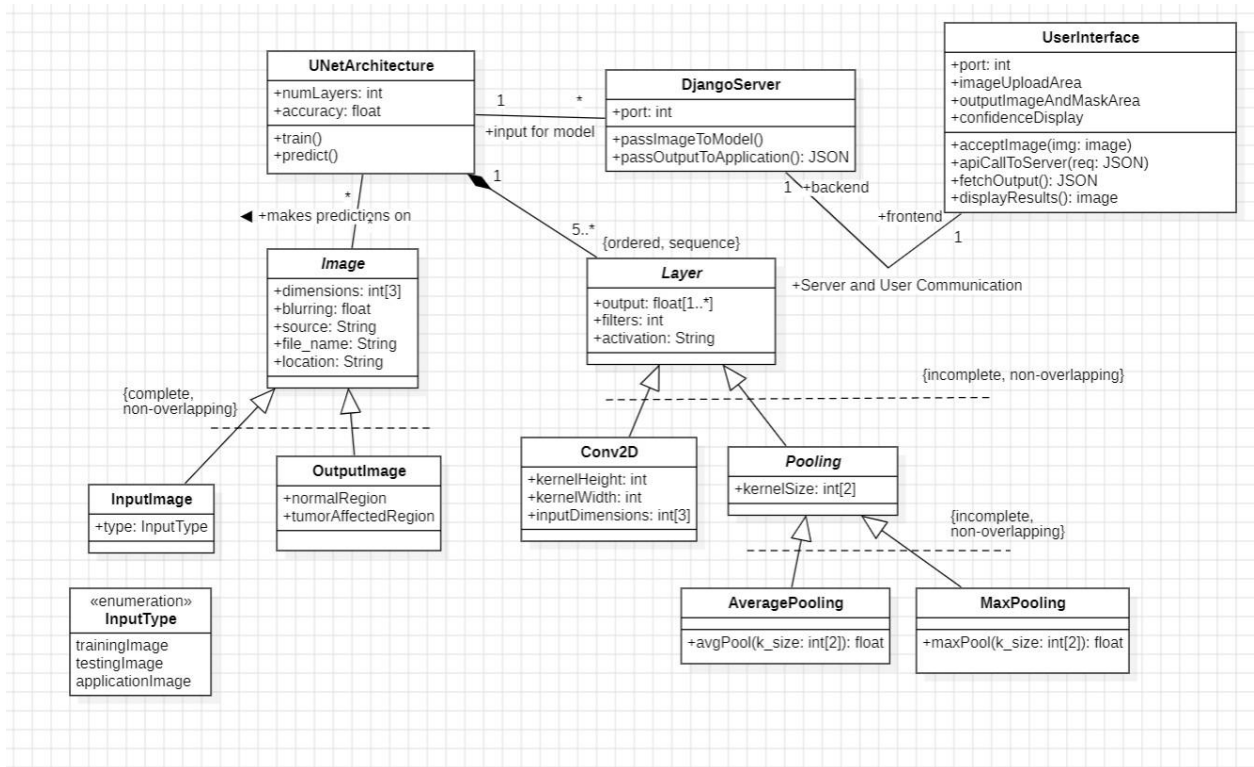 UNetArchitecture
+numLayers: int
+accuracy: float
+train()
+predict()
1
*
+input for model
DjangoServer
+port: int
+passImageToModel()
+passOutputToApplication(): JSON
UserInterface
+port: int
+imageUploadArea
+outputImageAndMaskArea
+confidenceDisplay
+acceptImage(img: image)
+apiCallToServer(req: JSON)
+fetchOutput(): JSON
+displayResults(): image
1
+backend
+frontend
1
+Server and User Communication
*
◀ +makes predictions on
*
1
5..*
{ordered, sequence}
Image
+dimensions: int[3]
+blurring: float
+source: String
+file_name: String
+location: String
Layer
+output: float[1..*]
+filters: int
+activation: String
{complete,
non-overlapping}
{incomplete, non-overlapping}
InputImage
+type: InputType
OutputImage
+normalRegion
+tumorAffectedRegion
Conv2D
+kernelHeight: int
+kernelWidth: int
+inputDimensions: int[3]
Pooling
+kernelSize: int[2]
{incomplete,
non-overlapping}
«enumeration»
InputType
trainingImage
testingImage
applicationImage
AveragePooling
+avgPool(k_size: int[2]): float
MaxPooling
+maxPool(k_size: int[2]): float